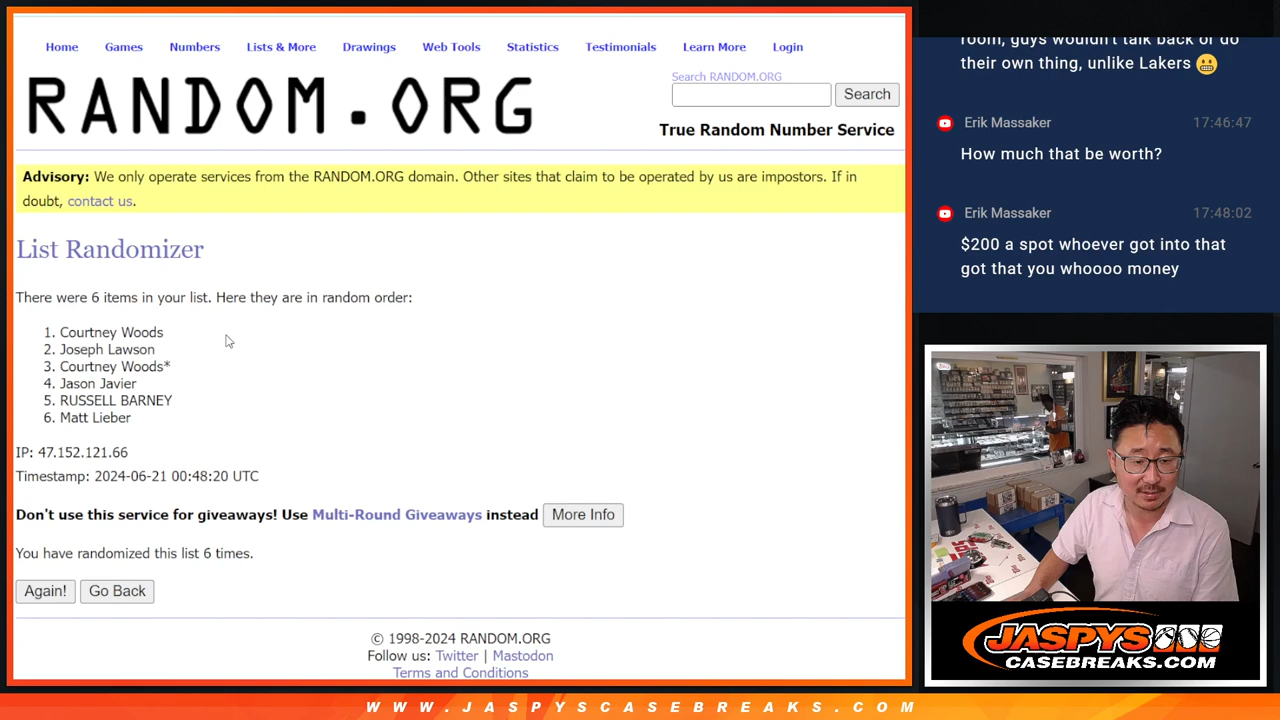 Home Games Numbers Lists & More Drawings Web Tools Statistics Testimonials Learn More Login
RANDOM.ORG
Search RANDOM.ORG
Search
True Random Number Service
Advisory: We only operate services from the RANDOM.ORG domain. Other sites that claim to be operated by us are impostors. If in
doubt, contact us.
List Randomizer
There were 6 items in your list. Here they are in random order:
1. Courtney Woods
2. Joseph Lawson
3. Courtney Woods*
4. Jason Javier
5. RUSSELL BARNEY
6. Matt Lieber
IP: 47.152.121.66
Timestamp: 2024-06-21 00:48:20 UTC
Don't use this service for giveaways! Use Multi-Round Giveaways instead More Info
You have randomized this list 6 times.
Again! Go Back
© 1998-2024 RANDOM.ORG
Follow us: Twitter | Mastodon
Terms and Conditions
room, guys wouldn't talk back or do
their own thing, unlike Lakers 😬
Erik Massaker 17:46:47
How much that be worth?
Erik Massaker 17:48:02
$200 a spot whoever got into that
got that you whoooo money
JASPYS
CASEBREAKS.COM
WWW.JASPYSCASEBREAKS.COM